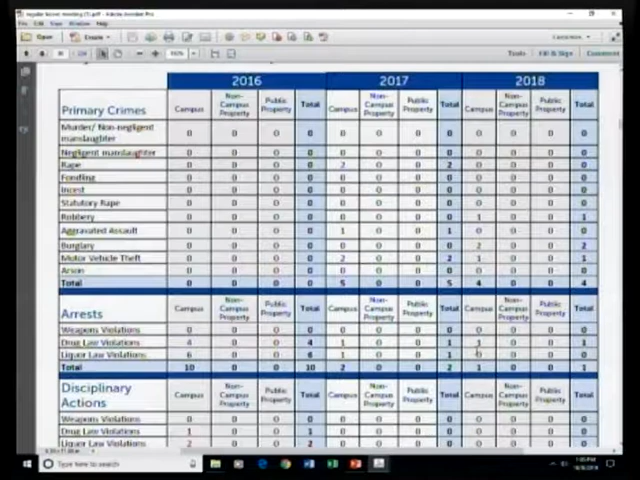 regular board meeting (1).pdf - Adobe Acrobat Pro
File Edit View Window Help
Open Create
Customize
Tools Fill & Sign Comment
2016 2017 2018
Primary Crimes Campus Non-Campus Property Public Property Total Campus Non-Campus Property Public Property Total Campus Non-Campus Property Public Property Total
Murder/ Non-negligent manslaughter 0 0 0 0 0 0 0 0 0 0 0 0
Negligent manslaughter 0 0 0 0 0 0 0 0 0 0 0 0
Rape 0 0 0 0 2 0 0 2 0 0 0 0
Fondling 0 0 0 0 0 0 0 0 0 0 0 0
Incest 0 0 0 0 0 0 0 0 0 0 0 0
Statutory Rape 0 0 0 0 0 0 0 0 0 0 0 0
Robbery 0 0 0 0 0 0 0 0 1 0 0 1
Aggravated Assault 0 0 0 0 1 0 0 1 0 0 0 0
Burglary 0 0 0 0 0 0 0 0 2 0 0 2
Motor Vehicle Theft 0 0 0 0 2 0 0 2 1 0 0 1
Arson 0 0 0 0 0 0 0 0 0 0 0 0
Total 0 0 0 0 5 0 0 5 4 0 0 4
Arrests Campus Non-Campus Property Public Property Total Campus Non-Campus Property Public Property Total Campus Non-Campus Property Public Property Total
Weapons Violations 0 0 0 0 0 0 0 0 0 0 0 0
Drug Law Violations 4 0 0 4 1 0 0 1 1 0 0 1
Liquor Law Violations 6 0 0 6 1 0 0 1 0 0 0 0
Total 10 0 0 10 2 0 0 2 1 0 0 1
Disciplinary Actions Campus Non-Campus Property Public Property Total Campus Non-Campus Property Public Property Total Campus Non-Campus Property Public Property Total
Weapons Violations 0 0 0 0 0 0 0 0 0 0 0 0
Drug Law Violations 1 0 0 1 0 0 0 0 0 0 0 0
Liquor Law Violations 2 0 0 2 0 0 0 0 0 0 0 0
Type here to search